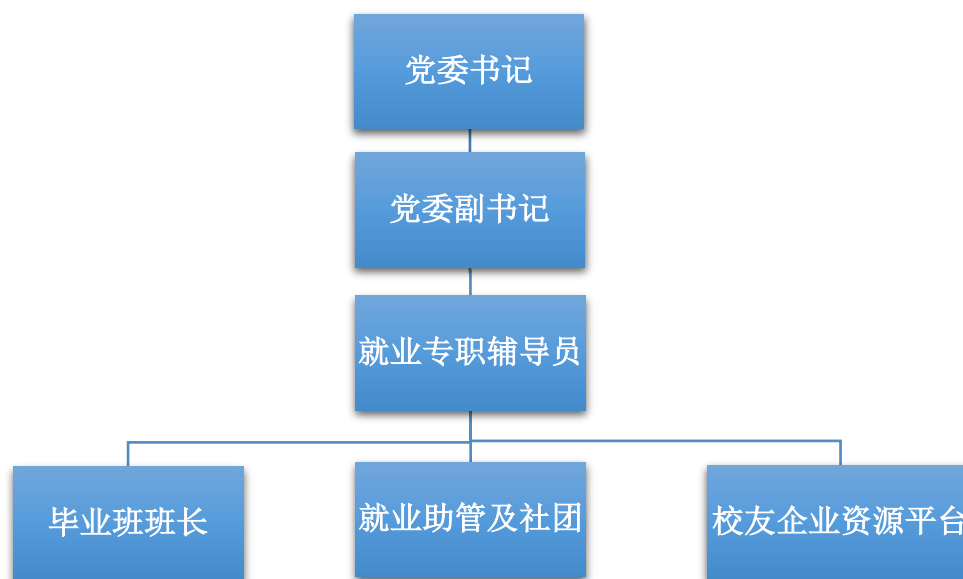 党委书记
党委副书记
就业专职辅导员
毕业班班长
就业助管及社团
校友企业资源平台